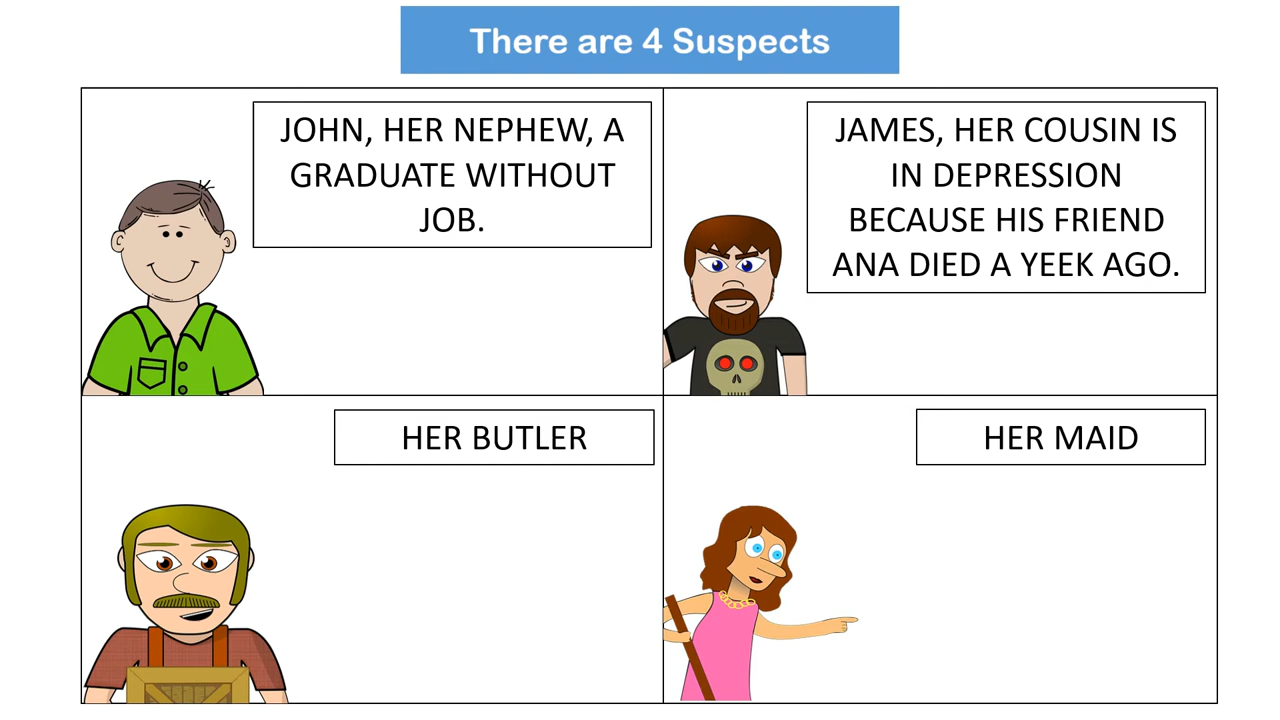 There are 4 Suspects
JOHN, HER NEPHEW, A
GRADUATE WITHOUT
JOB.
JAMES, HER COUSIN IS
IN DEPRESSION
BECAUSE HIS FRIEND
ANA DIED A YEEK AGO.
HER BUTLER
HER MAID